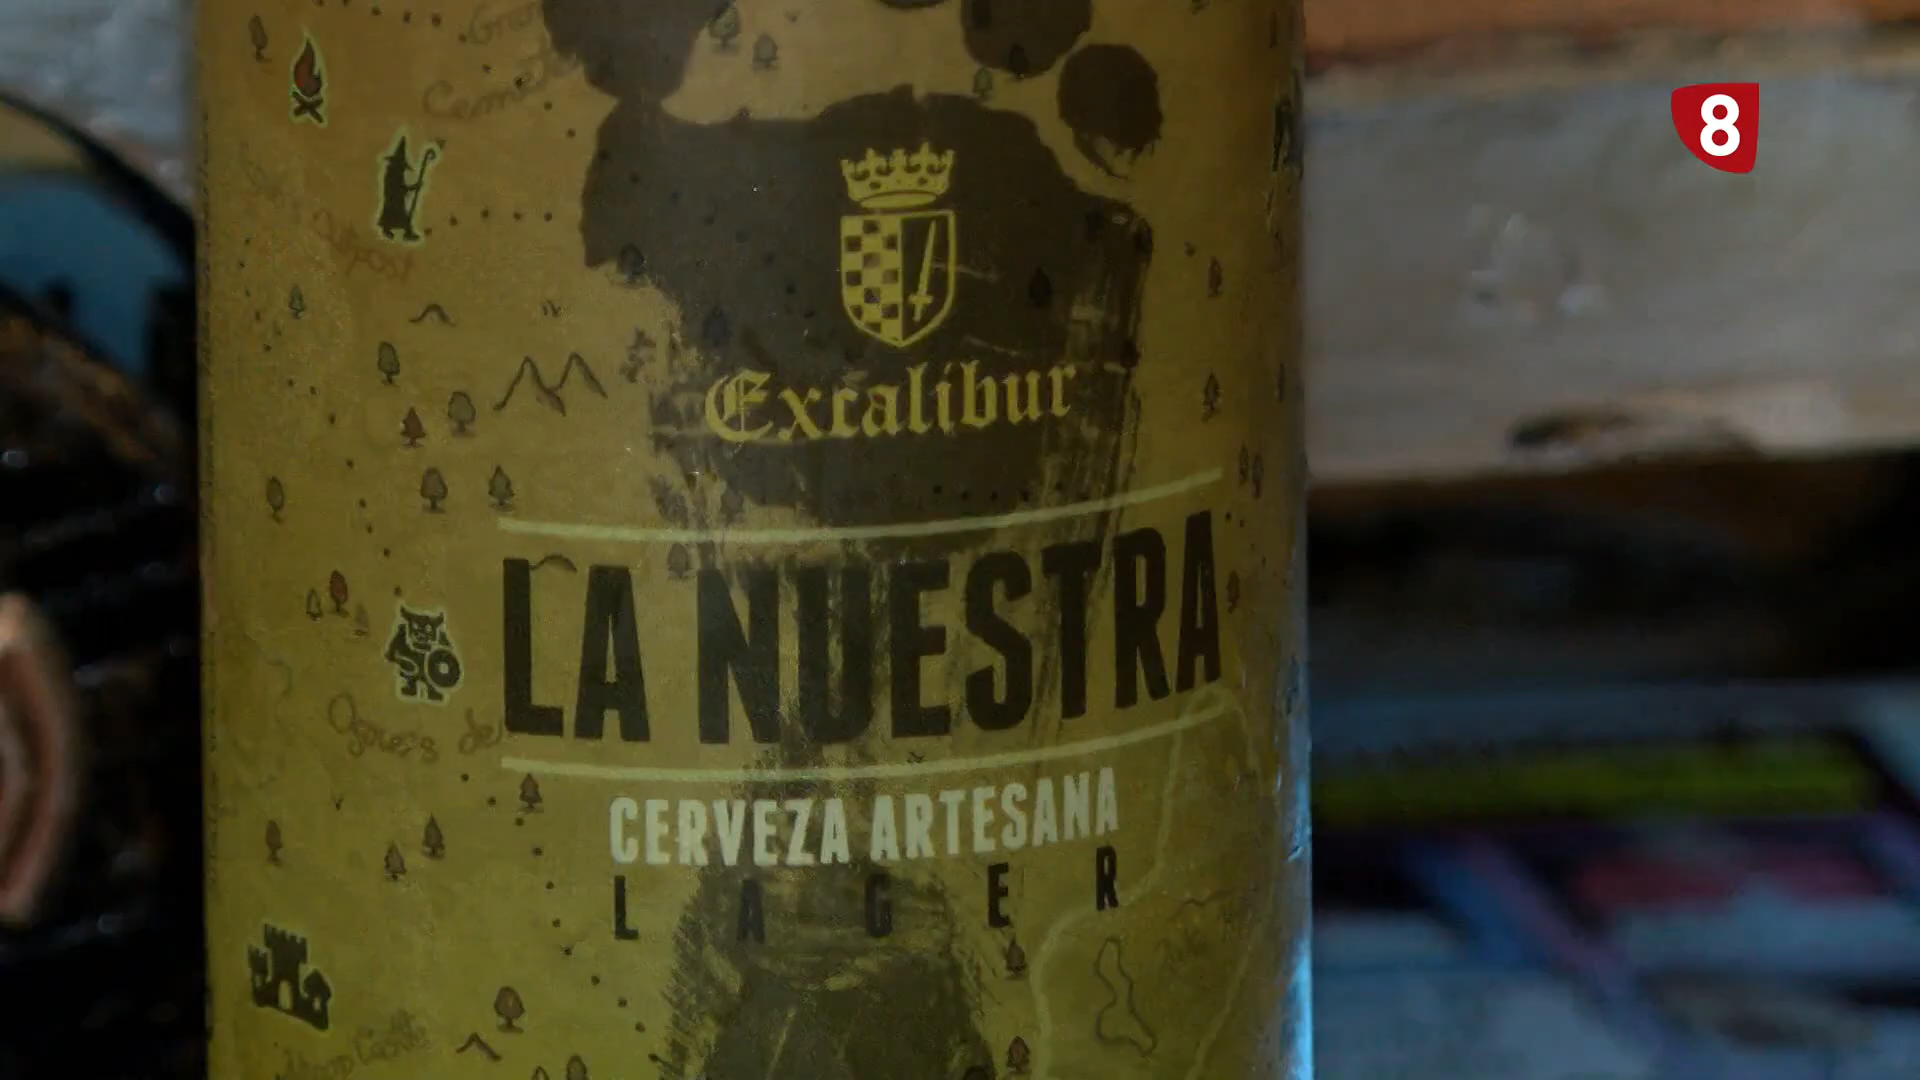 8
Excalibur
LA NUESTRA
CERVEZA ARTESANA
LAGER